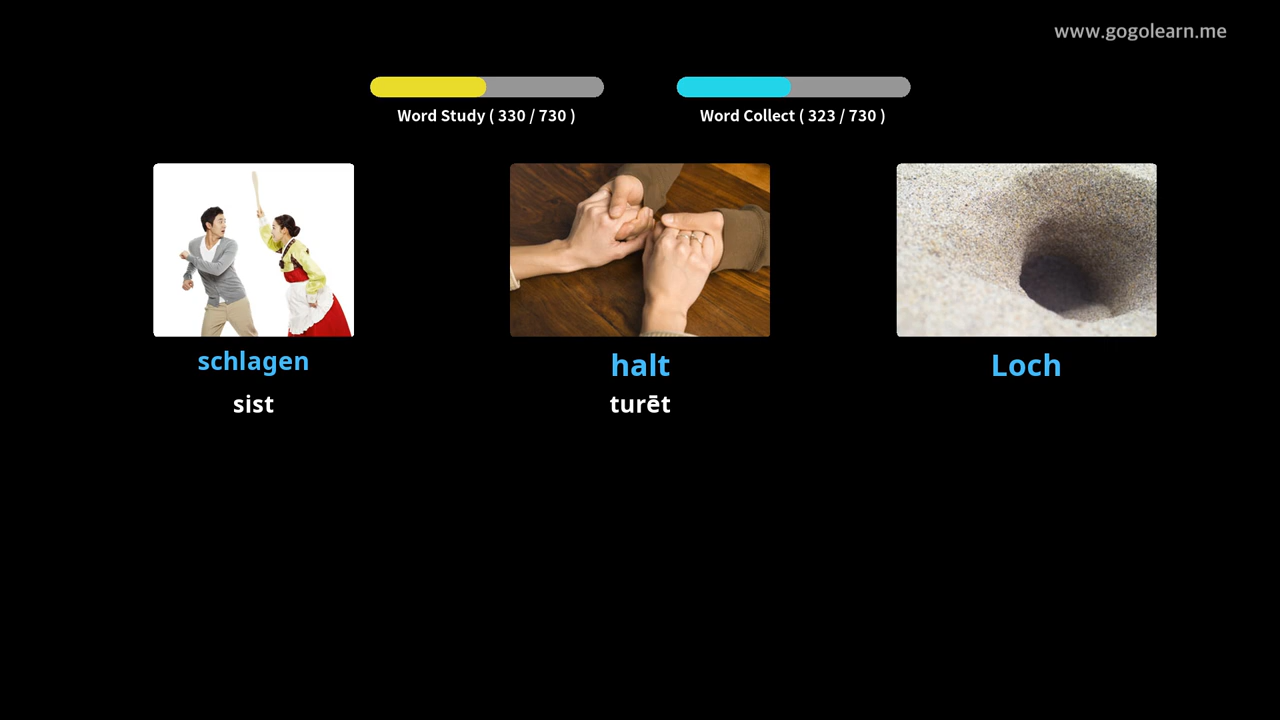 www.gogolearn.me
Word Study ( 330 / 730 )
Word Collect ( 323 / 730 )
schlagen
halt
Loch
sist
turēt